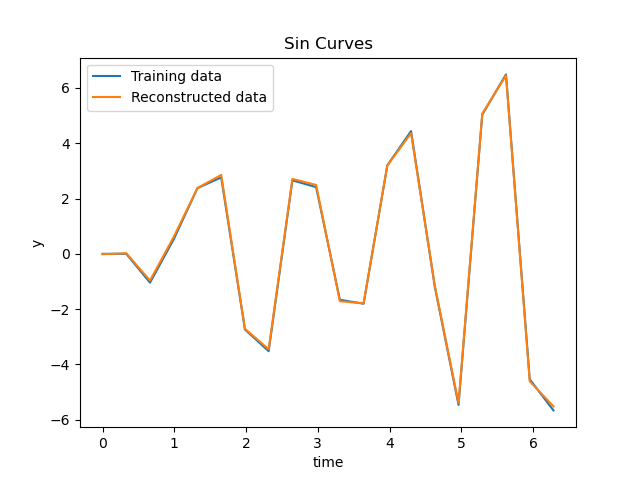 Sin Curves
Training data
Reconstructed data
6
4
2
0
−2
−4
−6
y
0 1 2 3 4 5 6
time